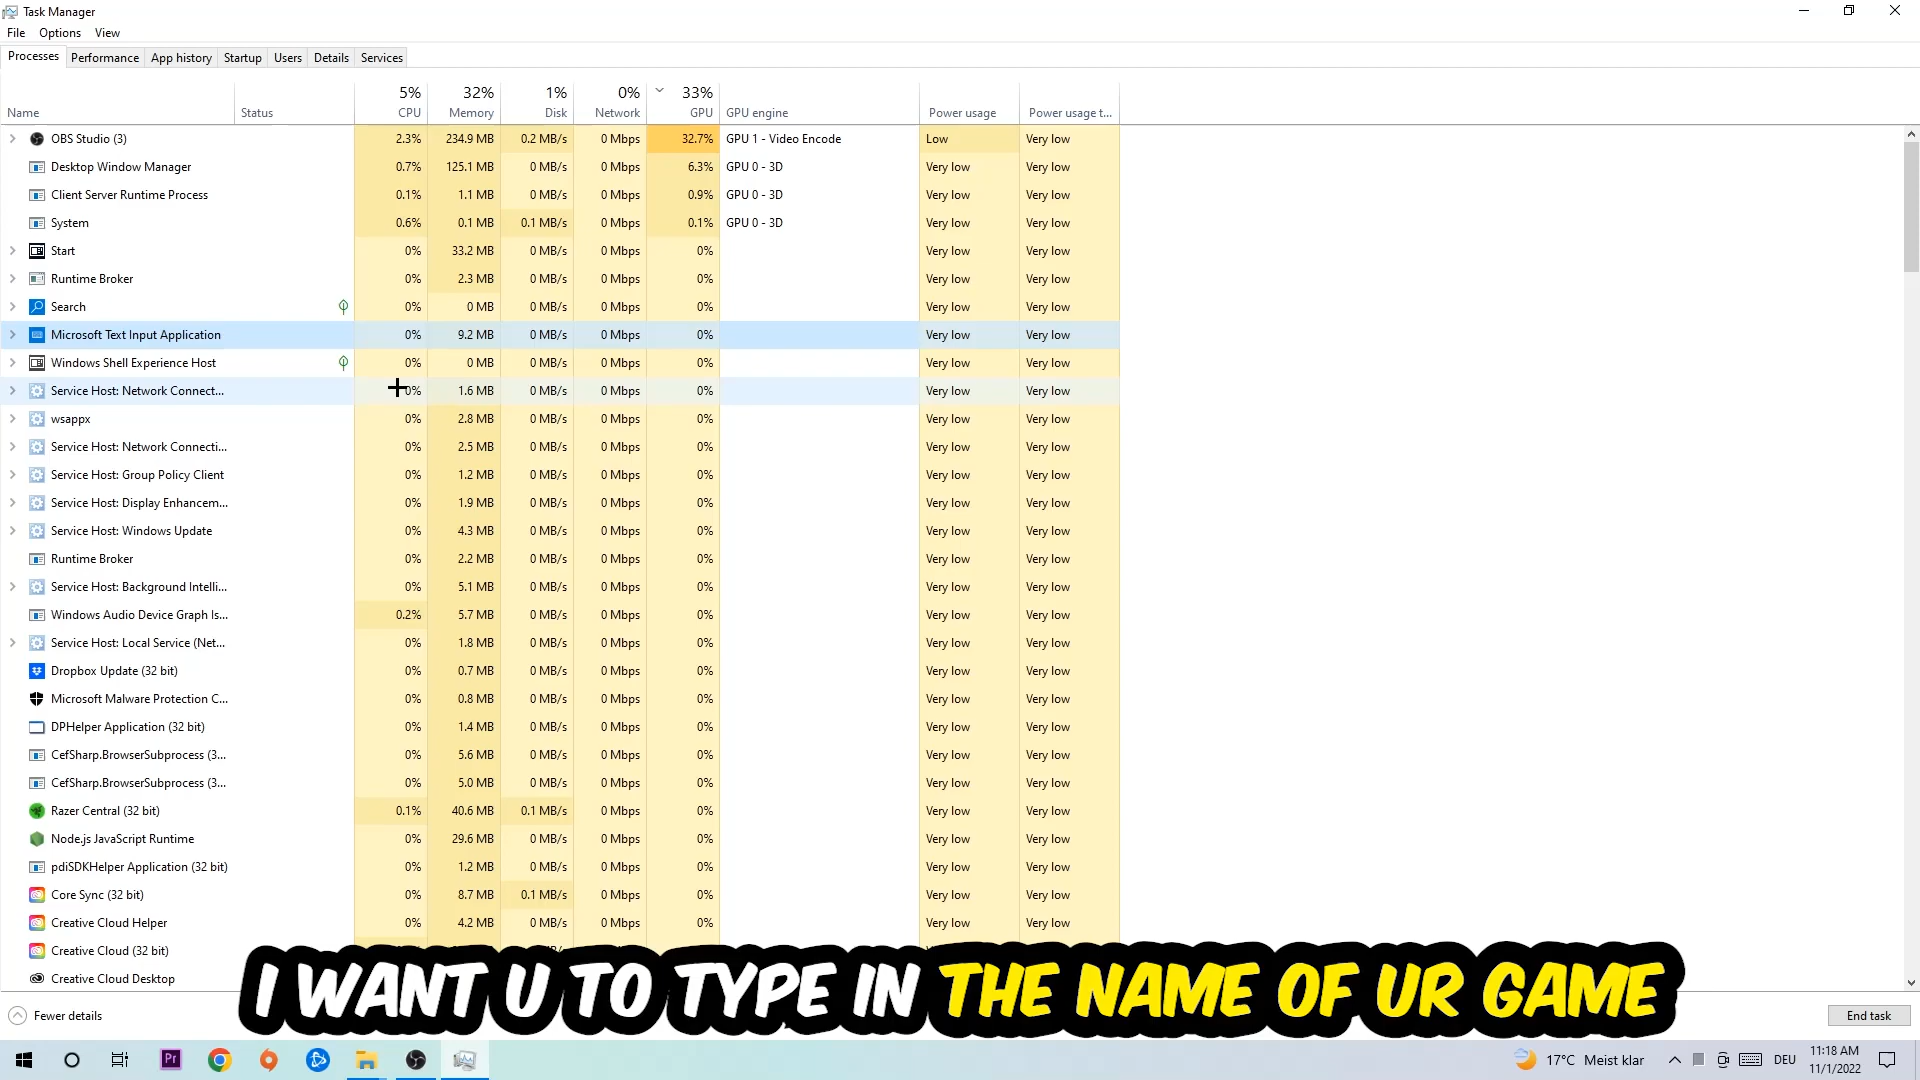 Task Manager
File Options View
Processes Performance App history Startup Users Details Services
5% 32% 1% 0% 33%
Name Status CPU Memory Disk Network GPU GPU engine Power usage Power usage t...
OBS Studio (3) 2.3% 234.9 MB 0.2 MB/s 0 Mbps 32.7% GPU 1 - Video Encode Low Very low
Desktop Window Manager 0.7% 125.1 MB 0 MB/s 0 Mbps 6.3% GPU 0 - 3D Very low Very low
Client Server Runtime Process 0.1% 1.1 MB 0 MB/s 0 Mbps 0.9% GPU 0 - 3D Very low Very low
System 0.6% 0.1 MB 0.1 MB/s 0 Mbps 0.1% GPU 0 - 3D Very low Very low
Start 0% 33.2 MB 0 MB/s 0 Mbps 0% Very low Very low
Runtime Broker 0% 2.3 MB 0 MB/s 0 Mbps 0% Very low Very low
Search 0% 0 MB 0 MB/s 0 Mbps 0% Very low Very low
Microsoft Text Input Application 0% 9.2 MB 0 MB/s 0 Mbps 0% Very low Very low
Windows Shell Experience Host 0% 0 MB 0 MB/s 0 Mbps 0% Very low Very low
Service Host: Network Connect... 0% 1.6 MB 0 MB/s 0 Mbps 0% Very low Very low
wsappx 0% 2.8 MB 0 MB/s 0 Mbps 0% Very low Very low
Service Host: Network Connecti... 0% 2.5 MB 0 MB/s 0 Mbps 0% Very low Very low
Service Host: Group Policy Client 0% 1.2 MB 0 MB/s 0 Mbps 0% Very low Very low
Service Host: Display Enhancem... 0% 1.9 MB 0 MB/s 0 Mbps 0% Very low Very low
Service Host: Windows Update 0% 4.3 MB 0 MB/s 0 Mbps 0% Very low Very low
Runtime Broker 0% 2.2 MB 0 MB/s 0 Mbps 0% Very low Very low
Service Host: Background Intelli... 0% 5.1 MB 0 MB/s 0 Mbps 0% Very low Very low
Windows Audio Device Graph Is... 0.2% 5.7 MB 0 MB/s 0 Mbps 0% Very low Very low
Service Host: Local Service (Net... 0% 1.8 MB 0 MB/s 0 Mbps 0% Very low Very low
Dropbox Update (32 bit) 0% 0.7 MB 0 MB/s 0 Mbps 0% Very low Very low
Microsoft Malware Protection C... 0% 0.8 MB 0 MB/s 0 Mbps 0% Very low Very low
DPHelper Application (32 bit) 0% 1.4 MB 0 MB/s 0 Mbps 0% Very low Very low
CefSharp.BrowserSubprocess (3... 0% 5.6 MB 0 MB/s 0 Mbps 0% Very low Very low
CefSharp.BrowserSubprocess (3... 0% 5.0 MB 0 MB/s 0 Mbps 0% Very low Very low
Razer Central (32 bit) 0.1% 40.6 MB 0.1 MB/s 0 Mbps 0% Very low Very low
Node.js JavaScript Runtime 0% 29.6 MB 0 MB/s 0 Mbps 0% Very low Very low
pdiSDKHelper Application (32 bit) 0% 1.2 MB 0 MB/s 0 Mbps 0% Very low Very low
Core Sync (32 bit) 0% 8.7 MB 0.1 MB/s 0 Mbps 0% Very low Very low
Creative Cloud Helper 0% 4.2 MB 0 MB/s 0 Mbps 0% Very low Very low
Creative Cloud (32 bit)
Creative Cloud Desktop
I WANT U TO TYPE IN THE NAME OF UR GAME
Fewer details End task
Pr 17°C Meist klar DEU 11:18 AM
11/1/2022